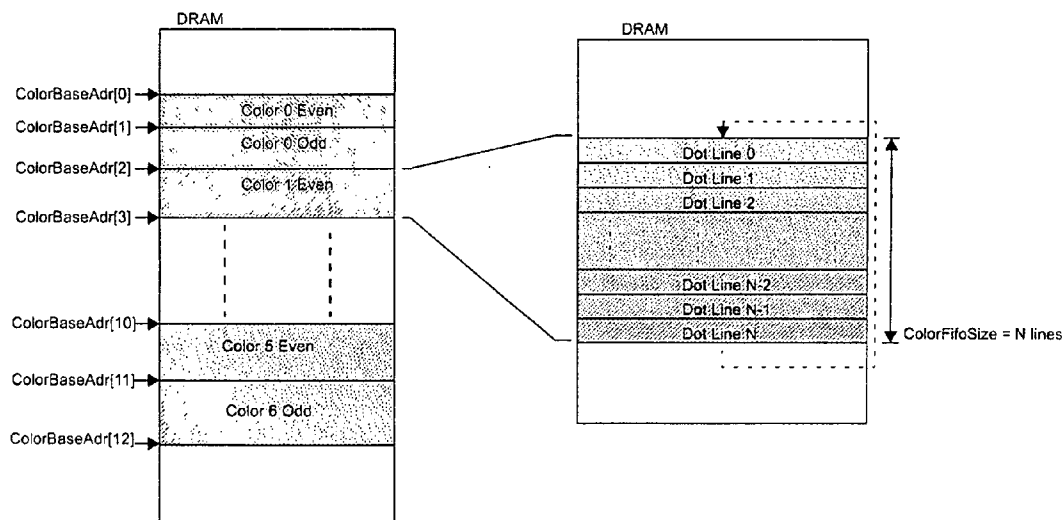 DRAM
ColorBaseAdr[0]
Color 0 Even
ColorBaseAdr[1]
Color 0 Odd
ColorBaseAdr[2]
Color 1 Even
ColorBaseAdr[3]
ColorBaseAdr[10]
Color 5 Even
ColorBaseAdr[11]
Color 6 Odd
ColorBaseAdr[12]
DRAM
Dot Line 0
Dot Line 1
Dot Line 2
Dot Line N-2
Dot Line N-1
Dot Line N
ColorFifoSize = N lines